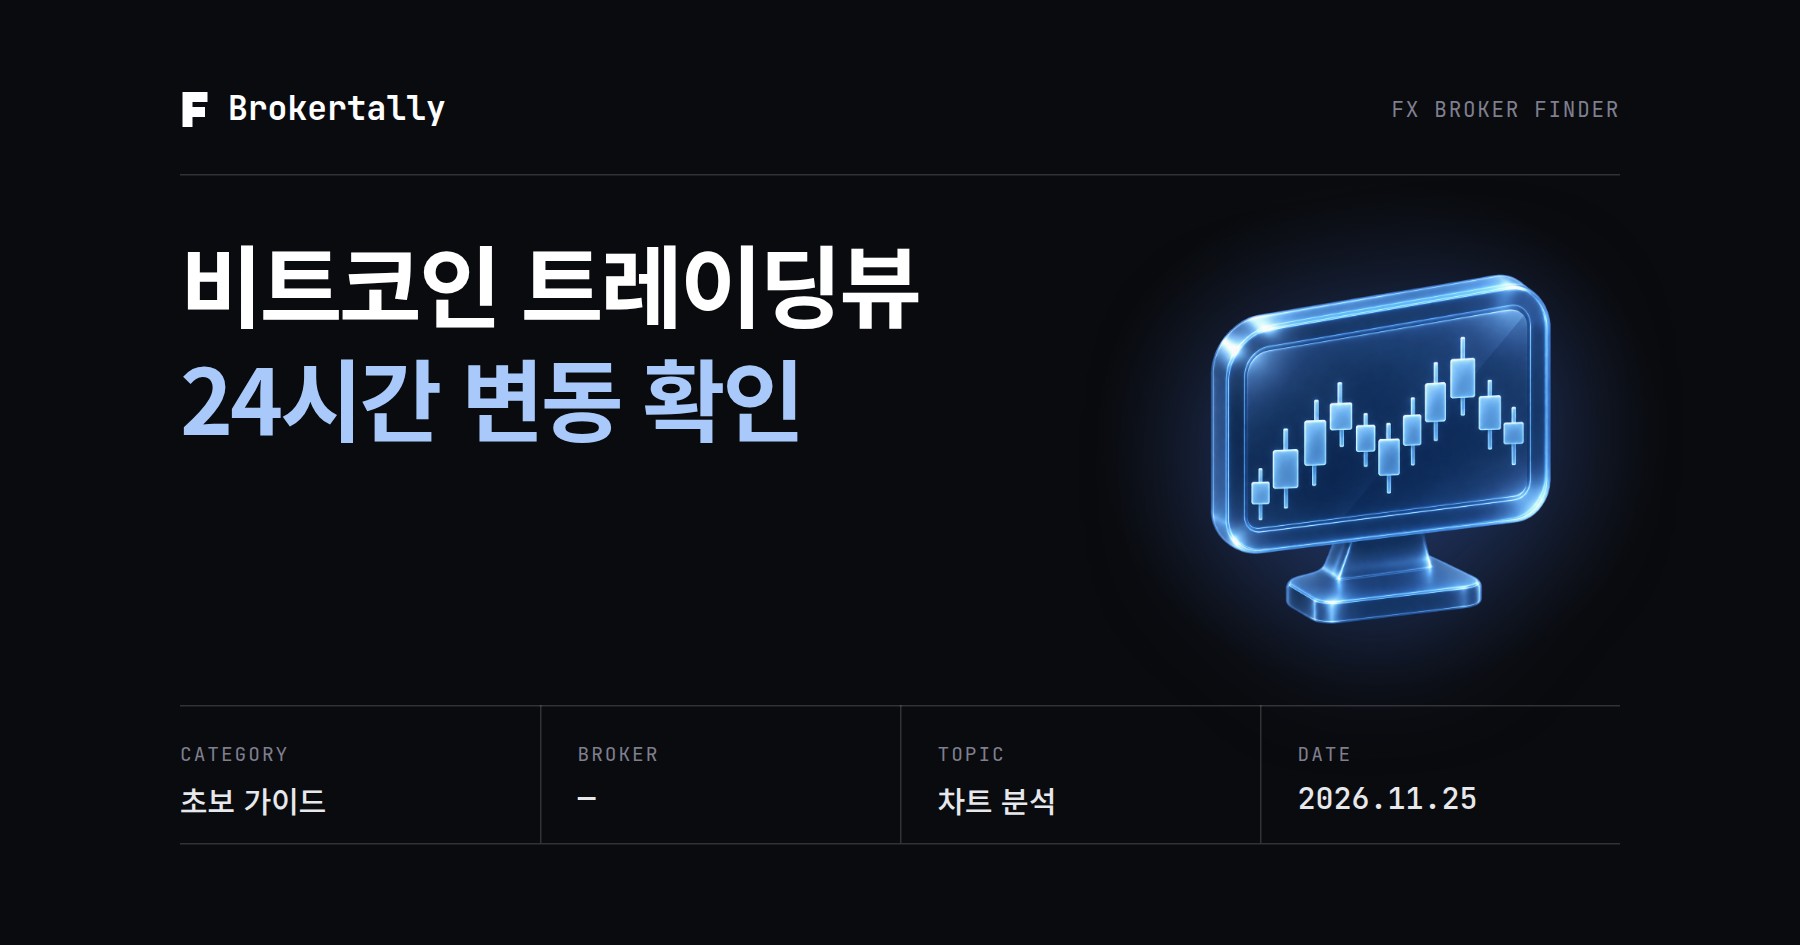 Brokertally
FX BROKER FINDER
비트코인 트레이딩뷰
24시간 변동 확인
CATEGORY
초보 가이드
BROKER
—
TOPIC
차트 분석
DATE
2026.11.25